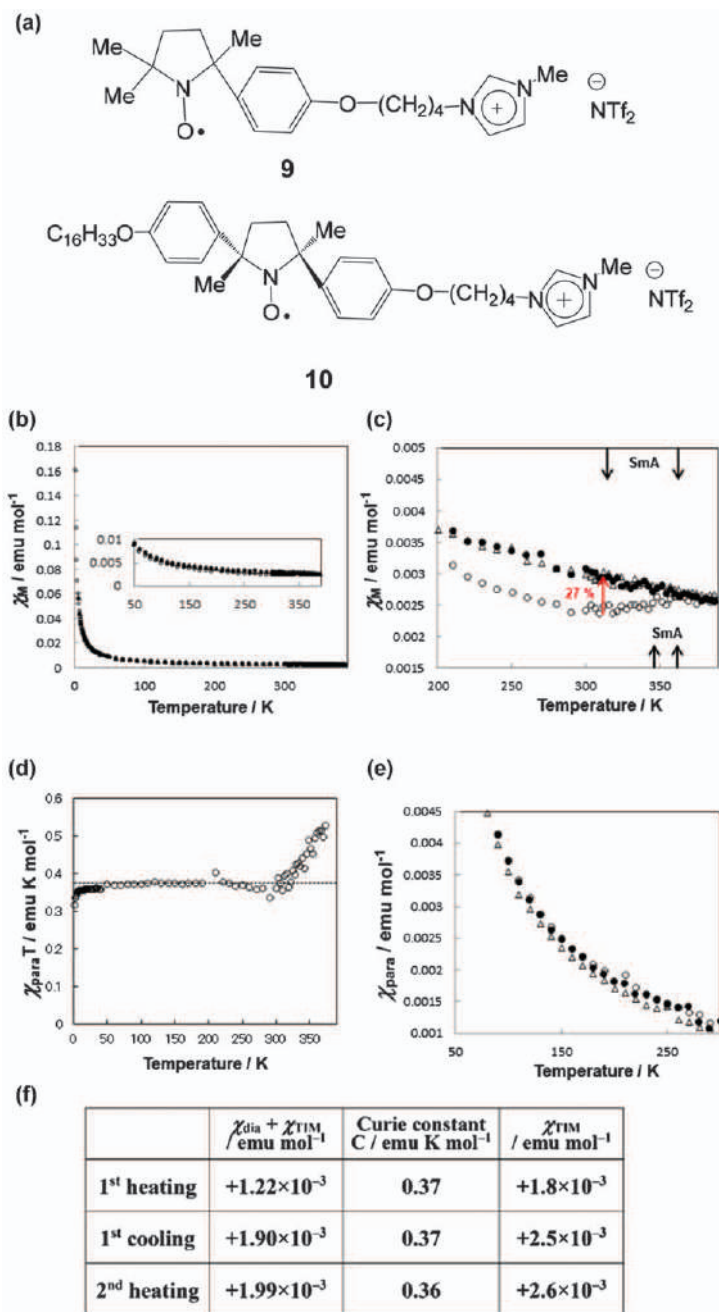 (a)
Me
Me
Me
N
O•
O
(CH2)4
N
+
N
Me
⊖
NTf2
9
C16H33O
Me
Me
N
O•
O
(CH2)4
N
+
N
Me
⊖
NTf2
10
(b)
0.18
0.16
0.14
0.12
0.1
0.08
0.06
0.04
0.02
0
χM / emu mol-1
0.01
0.005
0
50 150 250 350
0 100 200 300
Temperature / K
(c)
0.005
0.0045
0.004
0.0035
0.003
0.0025
0.002
0.0015
χM / emu mol-1
SmA
27 %
SmA
200 250 300 350
Temperature / K
(d)
0.6
0.5
0.4
0.3
0.2
0.1
0
χpara T / emu K mol-1
0 50 100 150 200 250 300 350
Temperature / K
(e)
0.0045
0.004
0.0035
0.003
0.0025
0.002
0.0015
0.001
χpara / emu mol-1
50 150 250
Temperature / K
(f)
χdia + χTIM / emu mol–1
Curie constant C / emu K mol–1
χTIM / emu mol–1
1st heating +1.22×10–3 0.37 +1.8×10–3
1st cooling +1.90×10–3 0.37 +2.5×10–3
2nd heating +1.99×10–3 0.36 +2.6×10–3